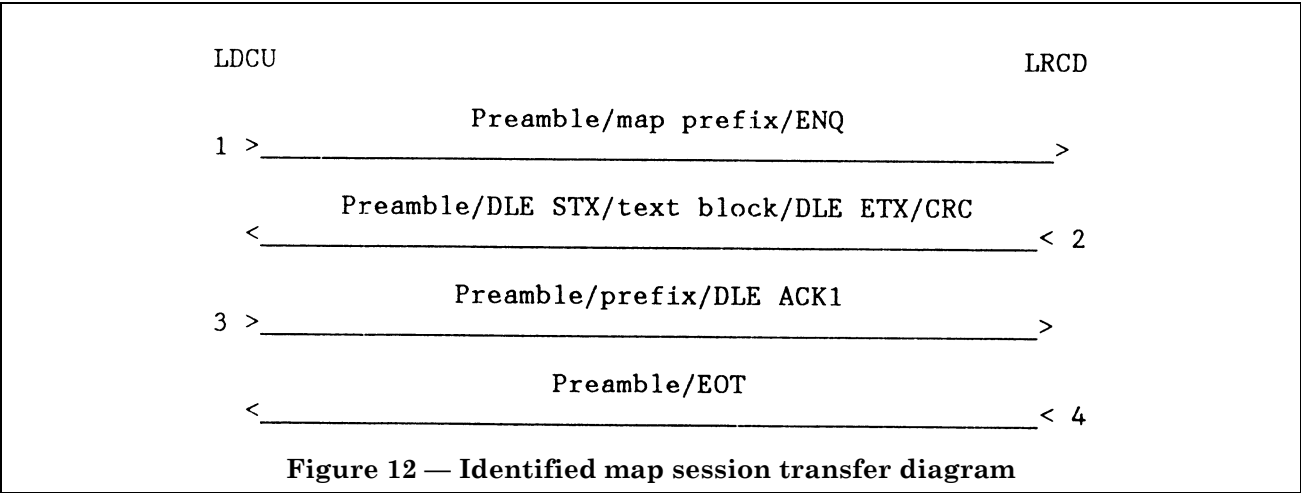 LDCU LRCD
Preamble/map prefix/ENQ
1 > >
Preamble/DLE STX/text block/DLE ETX/CRC
< < 2
Preamble/prefix/DLE ACK1
3 > >
Preamble/EOT
< < 4
Figure 12 — Identified map session transfer diagram